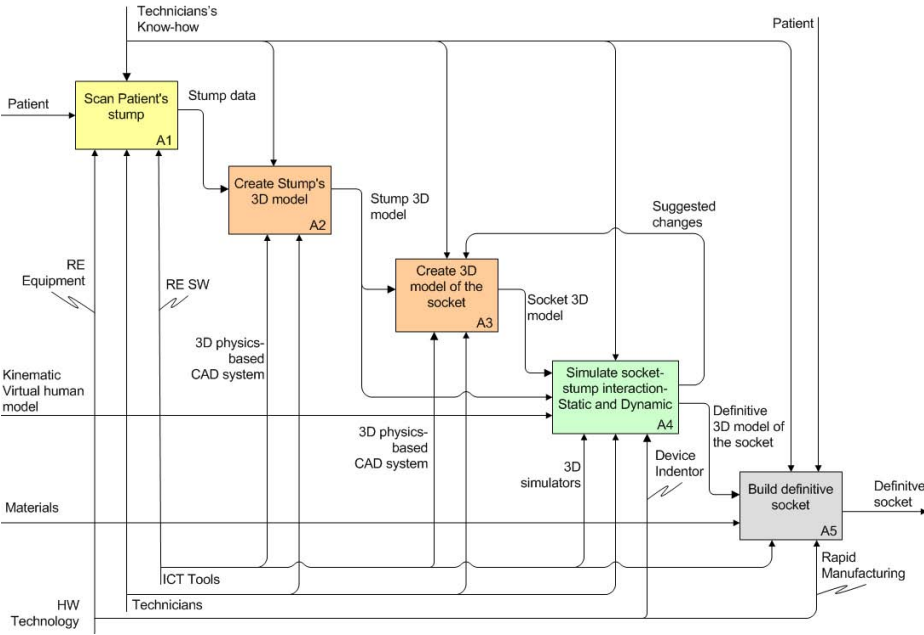 Technicians's
Know-how
Patient
Patient
Scan Patient's
stump
A1
Stump data
Create Stump's
3D model
A2
Stump 3D
model
Suggested
changes
RE
Equipment
RE SW
Create 3D
model of the
socket
A3
Socket 3D
model
3D physics-
based
CAD system
Kinematic
Virtual human
model
Simulate socket-
stump interaction-
Static and Dynamic
A4
Definitive
3D model of
the socket
3D physics-
based
CAD system
3D
simulators
Device
Indentor
Build definitive
socket
A5
Definitve
socket
Materials
ICT Tools
Rapid
Manufacturing
Technicians
HW
Technology